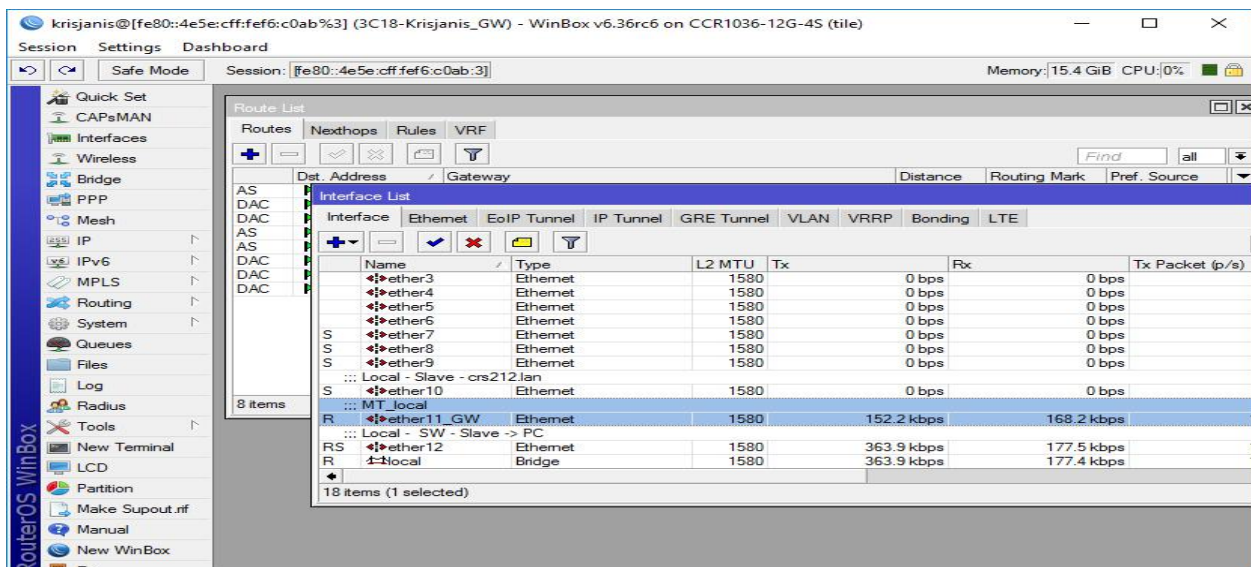 krisjanis@[fe80::4e5e:cff:fef6:c0ab%3] (3C18-Krisjanis_GW) - WinBox v6.36rc6 on CCR1036-12G-4S (tile)
Session Settings Dashboard
Safe Mode Session: [fe80::4e5e:cff:fef6:c0ab:3] Memory: 15.4 GiB CPU: 0%
Quick Set
CAPsMAN
Interfaces
Wireless
Bridge
PPP
Mesh
IP
IPv6
MPLS
Routing
System
Queues
Files
Log
Radius
Tools
New Terminal
LCD
Partition
Make Supout.rif
Manual
New WinBox
RouterOS WinBox
Route List
Routes Nexthops Rules VRF
Find all
Dst. Address Gateway Distance Routing Mark Pref. Source
AS
DAC
DAC
AS
AS
DAC
DAC
DAC
8 items
Interface List
Interface Ethernet EoIP Tunnel IP Tunnel GRE Tunnel VLAN VRRP Bonding LTE
Name Type L2 MTU Tx Rx Tx Packet (p/s)
ether3 Ethernet 1580 0 bps 0 bps
ether4 Ethernet 1580 0 bps 0 bps
ether5 Ethernet 1580 0 bps 0 bps
ether6 Ethernet 1580 0 bps 0 bps
S ether7 Ethernet 1580 0 bps 0 bps
S ether8 Ethernet 1580 0 bps 0 bps
S ether9 Ethernet 1580 0 bps 0 bps
::: Local - Slave - crs212.lan
S ether10 Ethernet 1580 0 bps 0 bps
::: MT_local
R ether11_GW Ethernet 1580 152.2 kbps 168.2 kbps
::: Local - SW - Slave -> PC
RS ether12 Ethernet 1580 363.9 kbps 177.5 kbps
R local Bridge 1580 363.9 kbps 177.4 kbps
18 items (1 selected)